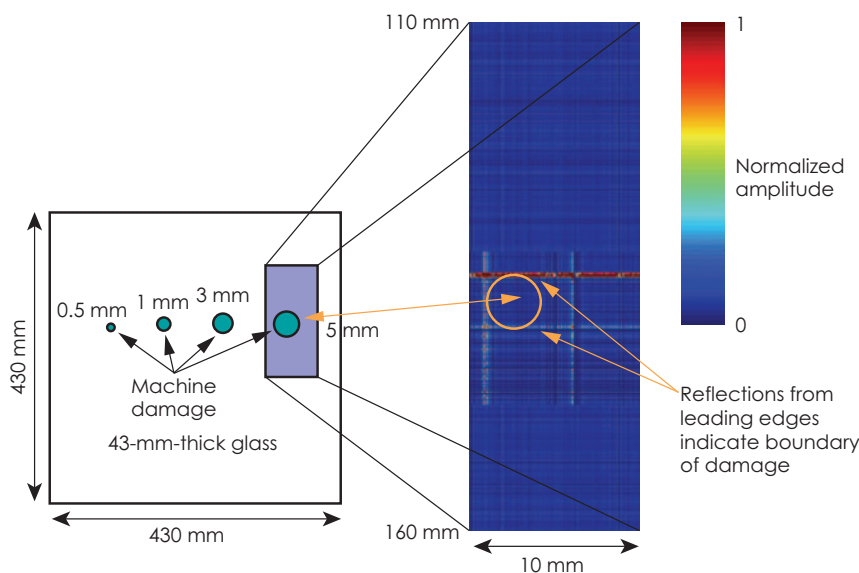 110 mm
1
Normalized
amplitude
0
0.5 mm
1 mm
3 mm
5 mm
Machine
damage
43-mm-thick glass
430 mm
430 mm
Reflections from
leading edges
indicate boundary
of damage
160 mm
10 mm